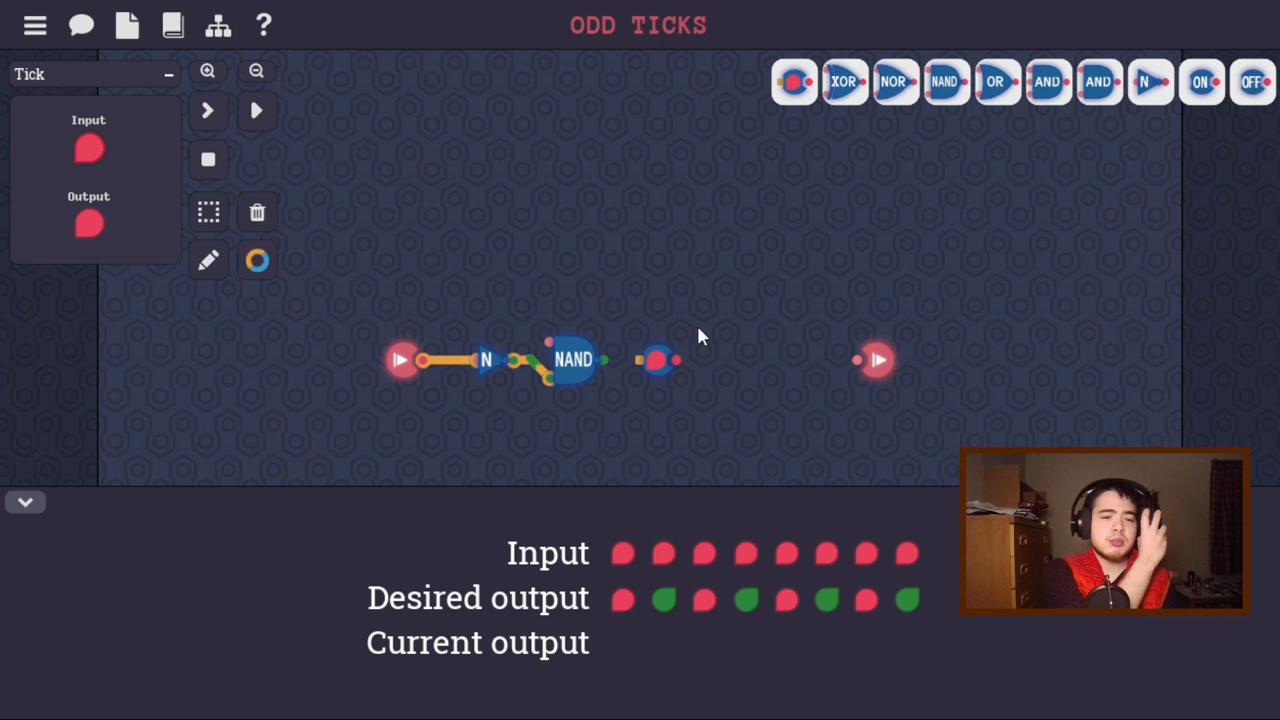 ODD TICKS
Tick
Input
Output
XOR NOR NAND OR AND AND N ON OFF
N NAND
Input
Desired output
Current output